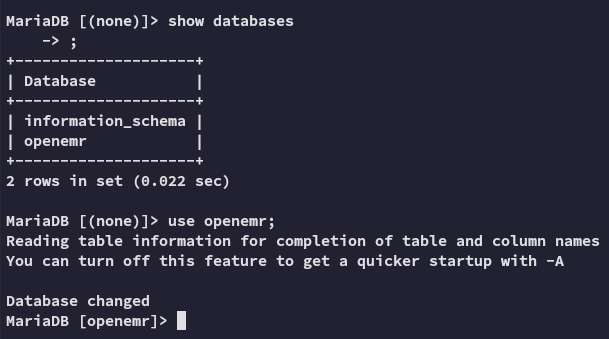 MariaDB [(none)]> show databases
    -> ;
+--------------------+
| Database           |
+--------------------+
| information_schema |
| openemr            |
+--------------------+
2 rows in set (0.022 sec)
MariaDB [(none)]> use openemr;
Reading table information for completion of table and column names
You can turn off this feature to get a quicker startup with -A
Database changed
MariaDB [openemr]>